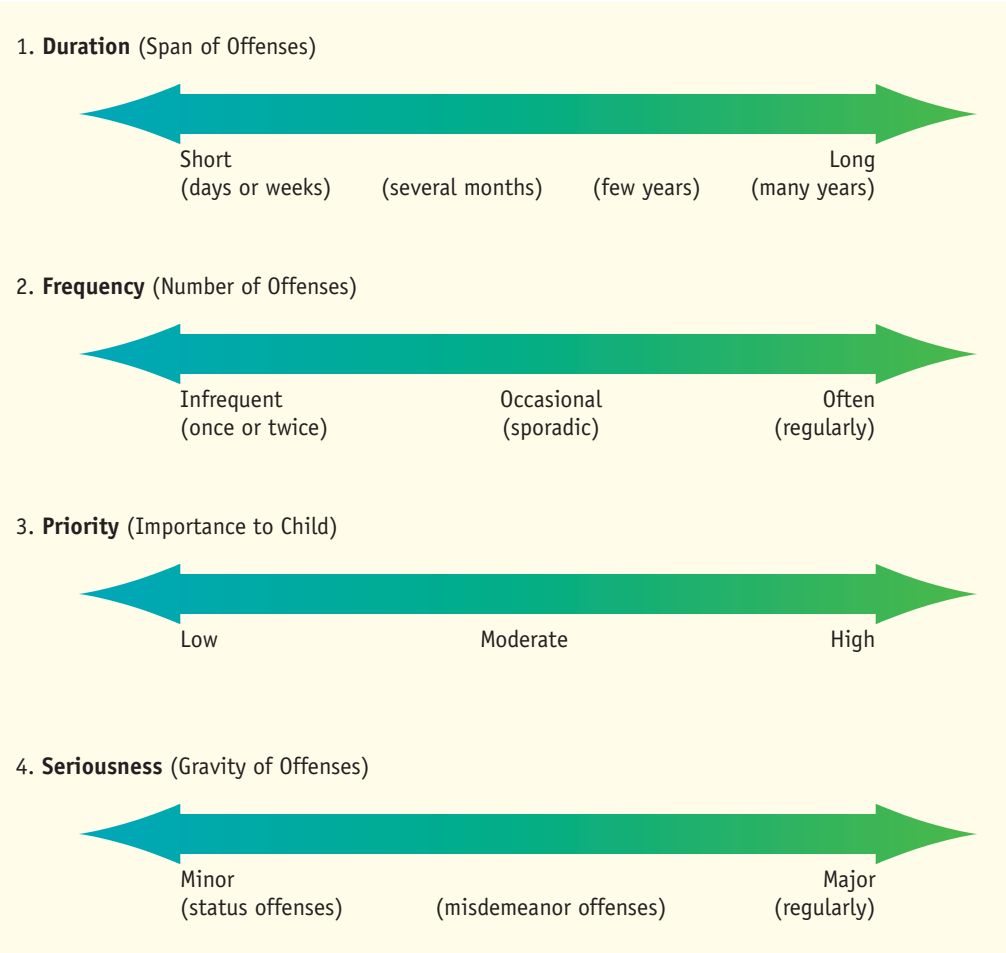 1. Duration (Span of Offenses)
Short Long
(days or weeks) (several months) (few years) (many years)
2. Frequency (Number of Offenses)
Infrequent Occasional Often
(once or twice) (sporadic) (regularly)
3. Priority (Importance to Child)
Low Moderate High
4. Seriousness (Gravity of Offenses)
Minor Major
(status offenses) (misdemeanor offenses) (regularly)